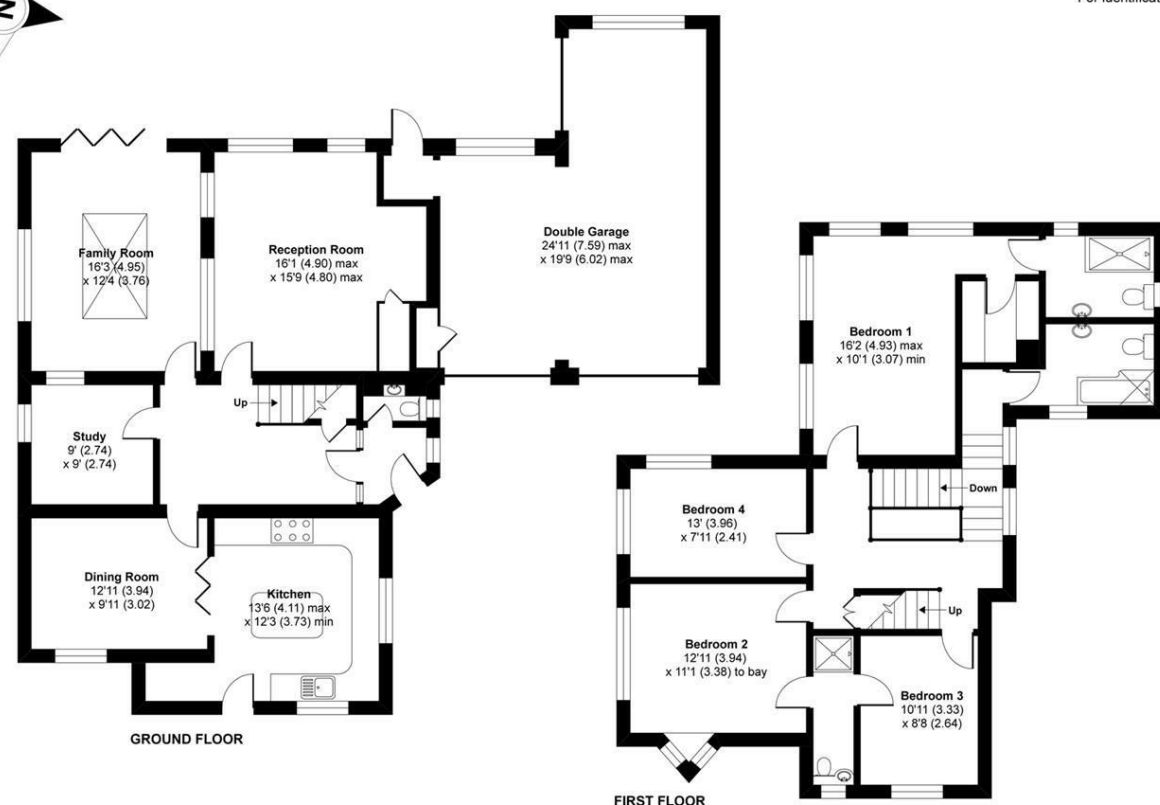 N
Family Room
16'3 (4.95)
x 12'4 (3.76)
Reception Room
16'1 (4.90) max
x 15'9 (4.80) max
Double Garage
24'11 (7.59) max
x 19'9 (6.02) max
Up
Study
9' (2.74)
x 9' (2.74)
Dining Room
12'11 (3.94)
x 9'11 (3.02)
Kitchen
13'6 (4.11) max
x 12'3 (3.73) min
GROUND FLOOR
Bedroom 1
16'2 (4.93) max
x 10'1 (3.07) min
Down
Bedroom 4
13' (3.96)
x 7'11 (2.41)
Up
Bedroom 2
12'11 (3.94)
x 11'1 (3.38) to bay
Bedroom 3
10'11 (3.33)
x 8'8 (2.64)
FIRST FLOOR